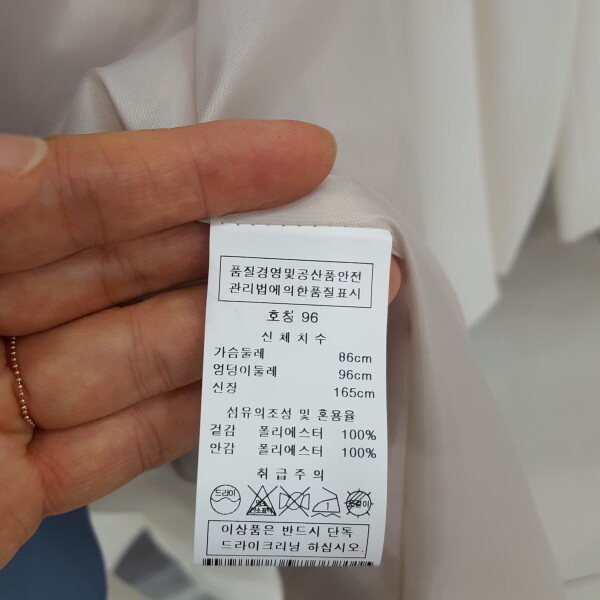 품질경영및공산품안전
관리법에의한품질표시
호칭 96
신체치수
가슴둘레 86cm
엉덩이둘레 96cm
신장 165cm
섬유의조성 및 혼용율
겉감 폴리에스터 100%
안감 폴리에스터 100%
취급주의
드라이
이상품은 반드시 단독
드라이크리닝 하십시오.